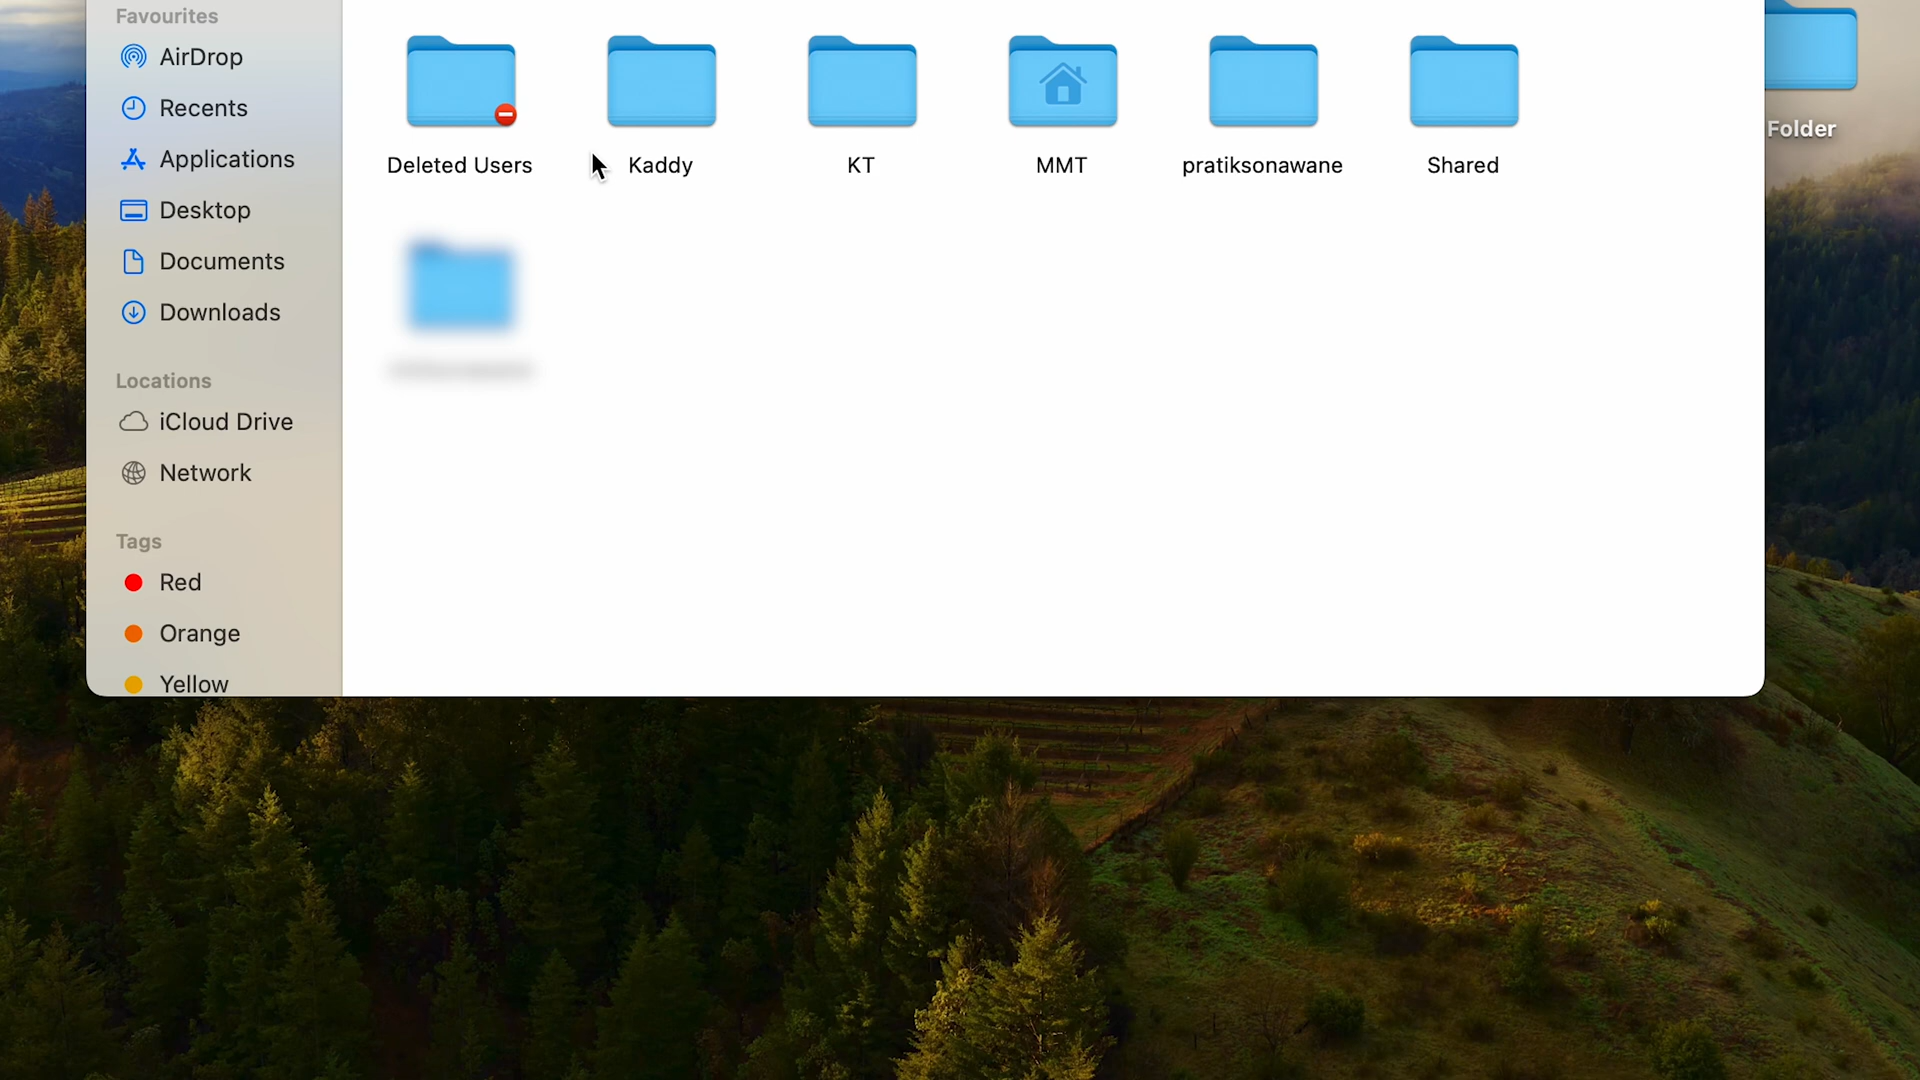 Favourites
AirDrop
Recents
Applications
Desktop
Documents
Downloads
Locations
iCloud Drive
Network
Tags
Red
Orange
Yellow
Deleted Users
Kaddy
KT
MMT
pratiksonawane
Shared
Folder